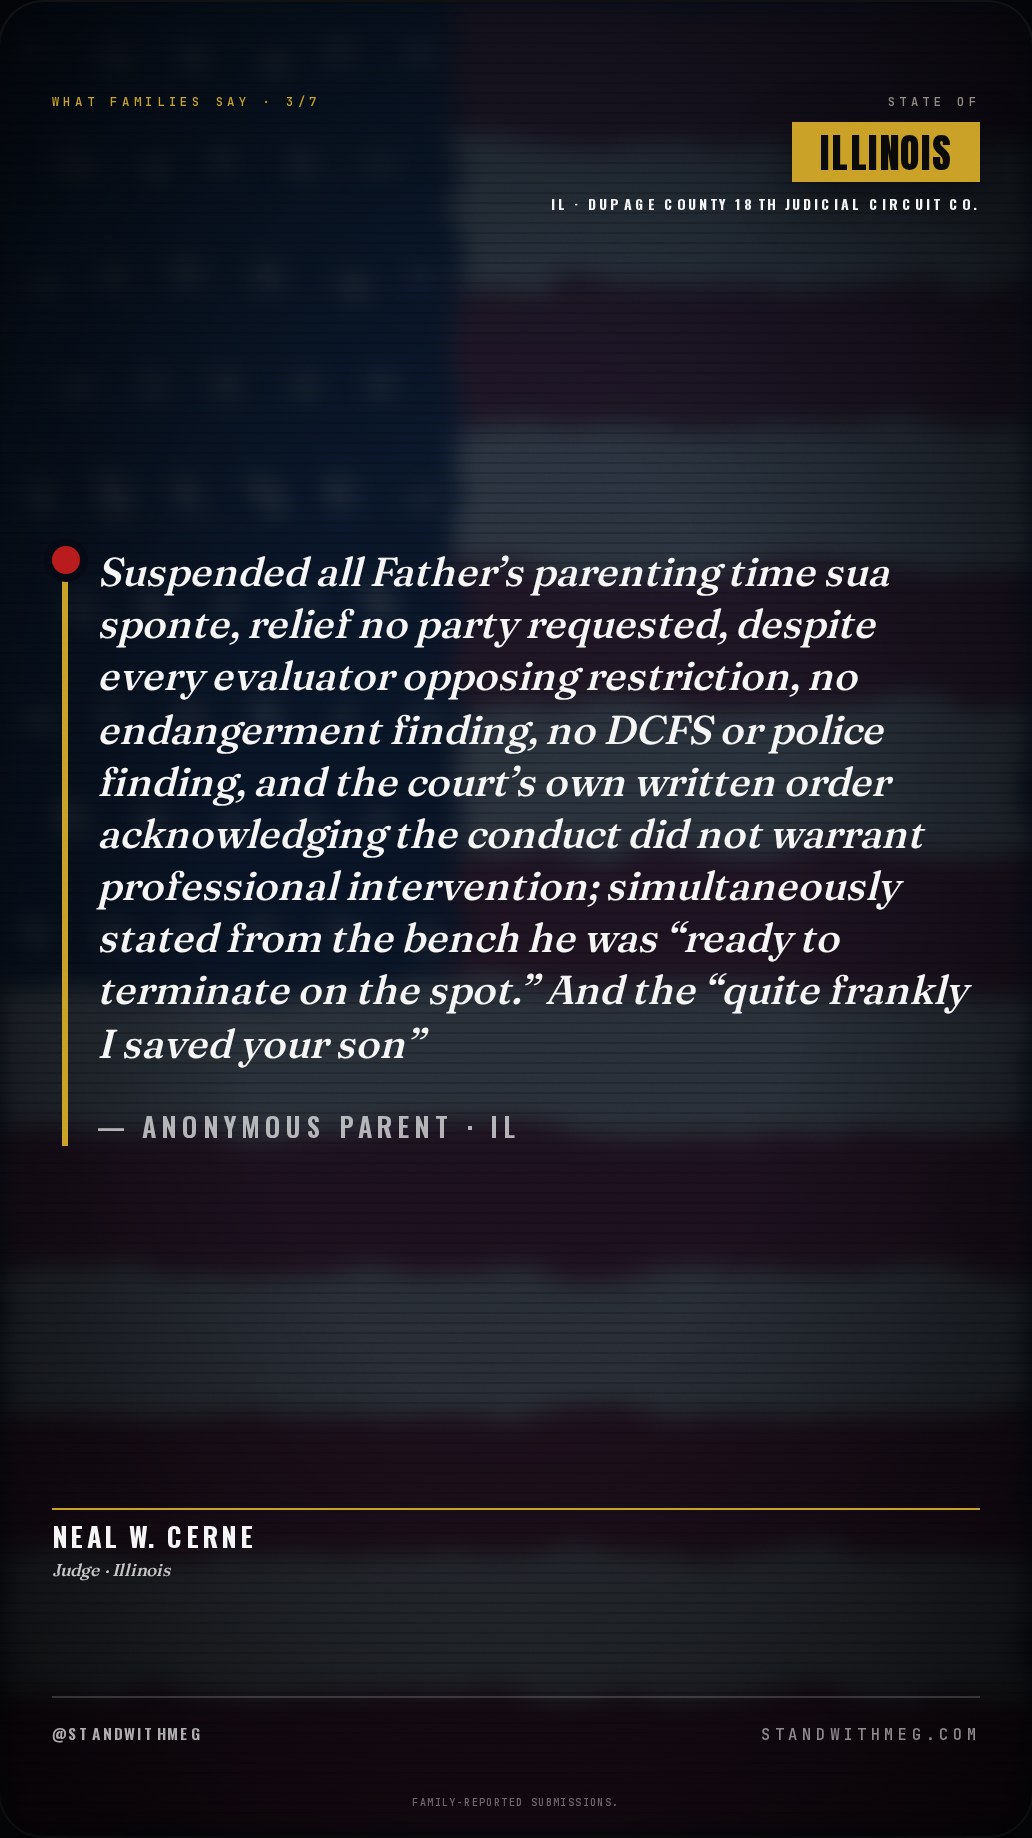 WHAT FAMILIES SAY · 3/7
STATE OF
ILLINOIS
IL · DUPAGE COUNTY 18TH JUDICIAL CIRCUIT CO.
Suspended all Father’s parenting time sua
sponte, relief no party requested, despite
every evaluator opposing restriction, no
endangerment finding, no DCFS or police
finding, and the court’s own written order
acknowledging the conduct did not warrant
professional intervention; simultaneously
stated from the bench he was “ready to
terminate on the spot.” And the “quite frankly
I saved your son”
— ANONYMOUS PARENT · IL
NEAL W. CERNE
Judge · Illinois
@STANDWITHMEG
STANDWITHMEG.COM
FAMILY-REPORTED SUBMISSIONS.